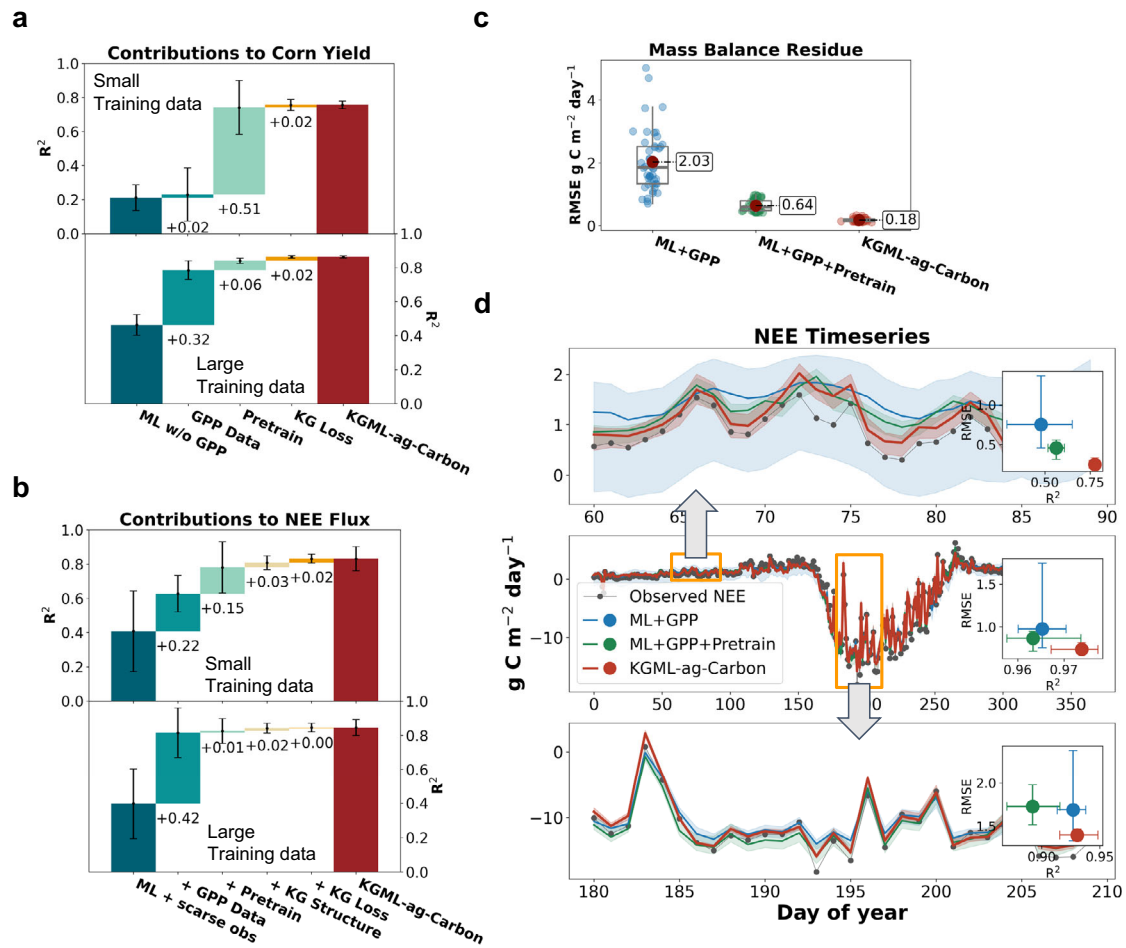 a
Contributions to Corn Yield
1.0
0.8
0.6
0.4
0.2
0.0
R²
Small
Training data
+0.02
+0.51
+0.02
1.0
0.8
0.6
0.4
0.2
0.0
R²
+0.32
+0.06
+0.02
Large
Training data
ML w/o GPP
GPP Data
Pretrain
KG Loss
KGML-ag-Carbon
b
Contributions to NEE Flux
1.0
0.8
0.6
0.4
0.2
0.0
R²
+0.22
+0.15
+0.03
+0.02
Small
Training data
1.0
0.8
0.6
0.4
0.2
0.0
R²
+0.42
+0.01
+0.02
+0.00
Large
Training data
ML + scarse obs
+ GPP Data
+ Pretrain
+ KG Structure
+ KG Loss
KGML-ag-Carbon
c
Mass Balance Residue
RMSE g C m⁻² day⁻¹
4
2
0
2.03
0.64
0.18
ML+GPP
ML+GPP+Pretrain
KGML-ag-Carbon
d
NEE Timeseries
2
1
0
60 65 70 75 80 85 90
RMSE
1.0
0.5
0.50 0.75
R²
g C m⁻² day⁻¹
0
−10
Observed NEE
ML+GPP
ML+GPP+Pretrain
KGML-ag-Carbon
0 50 100 150 200 250 300 350
RMSE
1.5
1.0
0.96 0.97
R²
0
−10
180 185 190 195 200 205 210
RMSE
2.0
1.5
0.90 0.95
R²
Day of year